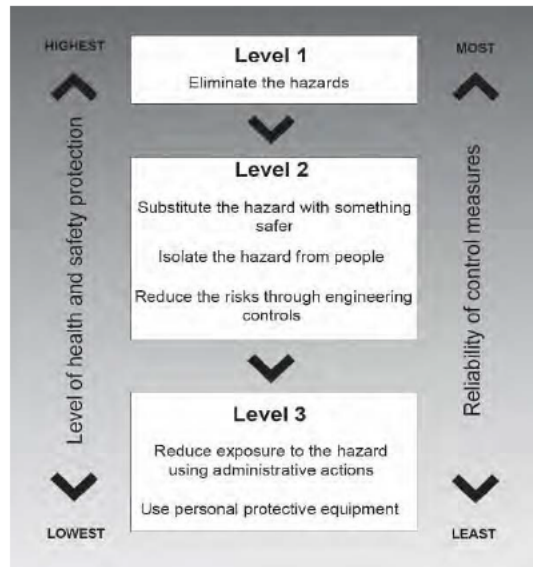 HIGHEST
MOST
Level 1
Eliminate the hazards
Level 2
Substitute the hazard with something
safer
Isolate the hazard from people
Reduce the risks through engineering
controls
Level 3
Reduce exposure to the hazard
using administrative actions
Use personal protective equipment
Level of health and safety protection
Reliability of control measures
LOWEST
LEAST